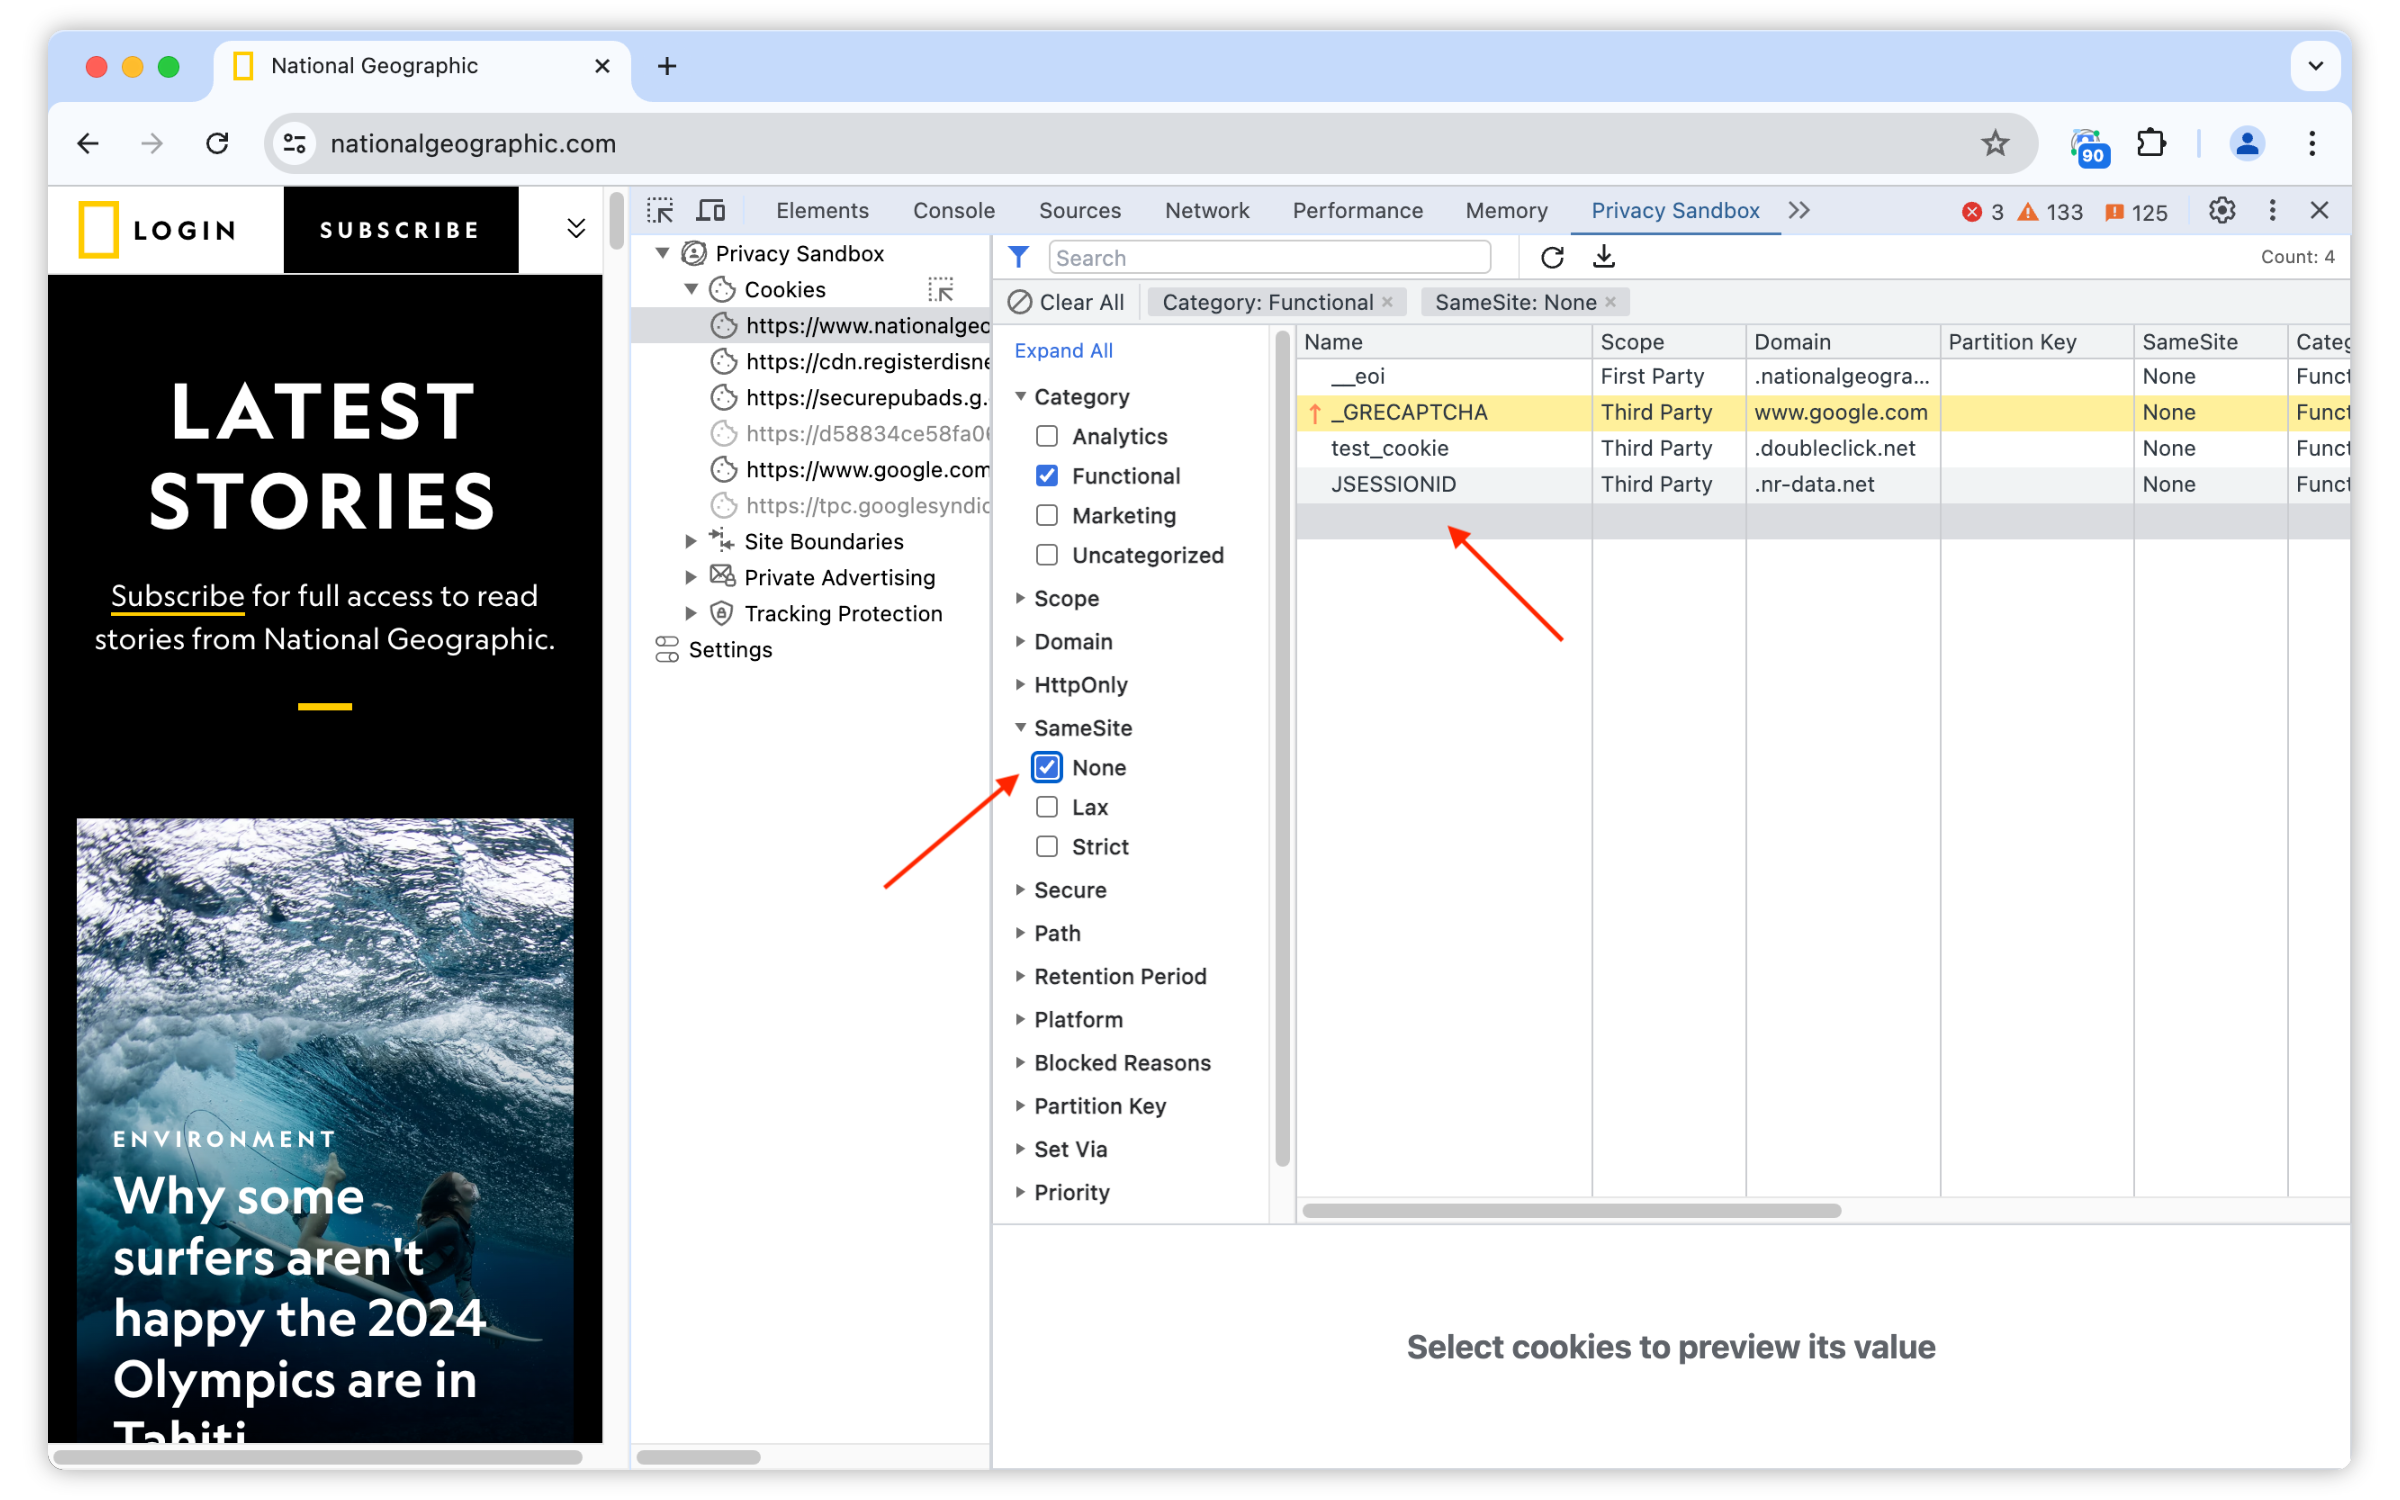 National Geographic
nationalgeographic.com
90
LOGIN
SUBSCRIBE
LATEST
STORIES
Subscribe for full access to read
stories from National Geographic.
ENVIRONMENT
Why some
surfers aren't
happy the 2024
Olympics are in
Tahiti
Elements Console Sources Network Performance Memory Privacy Sandbox 3 133 125
Privacy Sandbox
Cookies
https://www.nationalgeo
https://cdn.registerdisne
https://securepubads.g.
https://d58834ce58fa06
https://www.google.com
https://tpc.googlesyndic
Site Boundaries
Private Advertising
Tracking Protection
Settings
Search
Count: 4
Clear All Category: Functional × SameSite: None ×
Expand All
Category
Analytics
Functional
Marketing
Uncategorized
Scope
Domain
HttpOnly
SameSite
None
Lax
Strict
Secure
Path
Retention Period
Platform
Blocked Reasons
Partition Key
Set Via
Priority
Name Scope Domain Partition Key SameSite Categ
__eoi First Party .nationalgeogra... None Funct
_GRECAPTCHA Third Party www.google.com None Funct
test_cookie Third Party .doubleclick.net None Funct
JSESSIONID Third Party .nr-data.net None Funct
Select cookies to preview its value